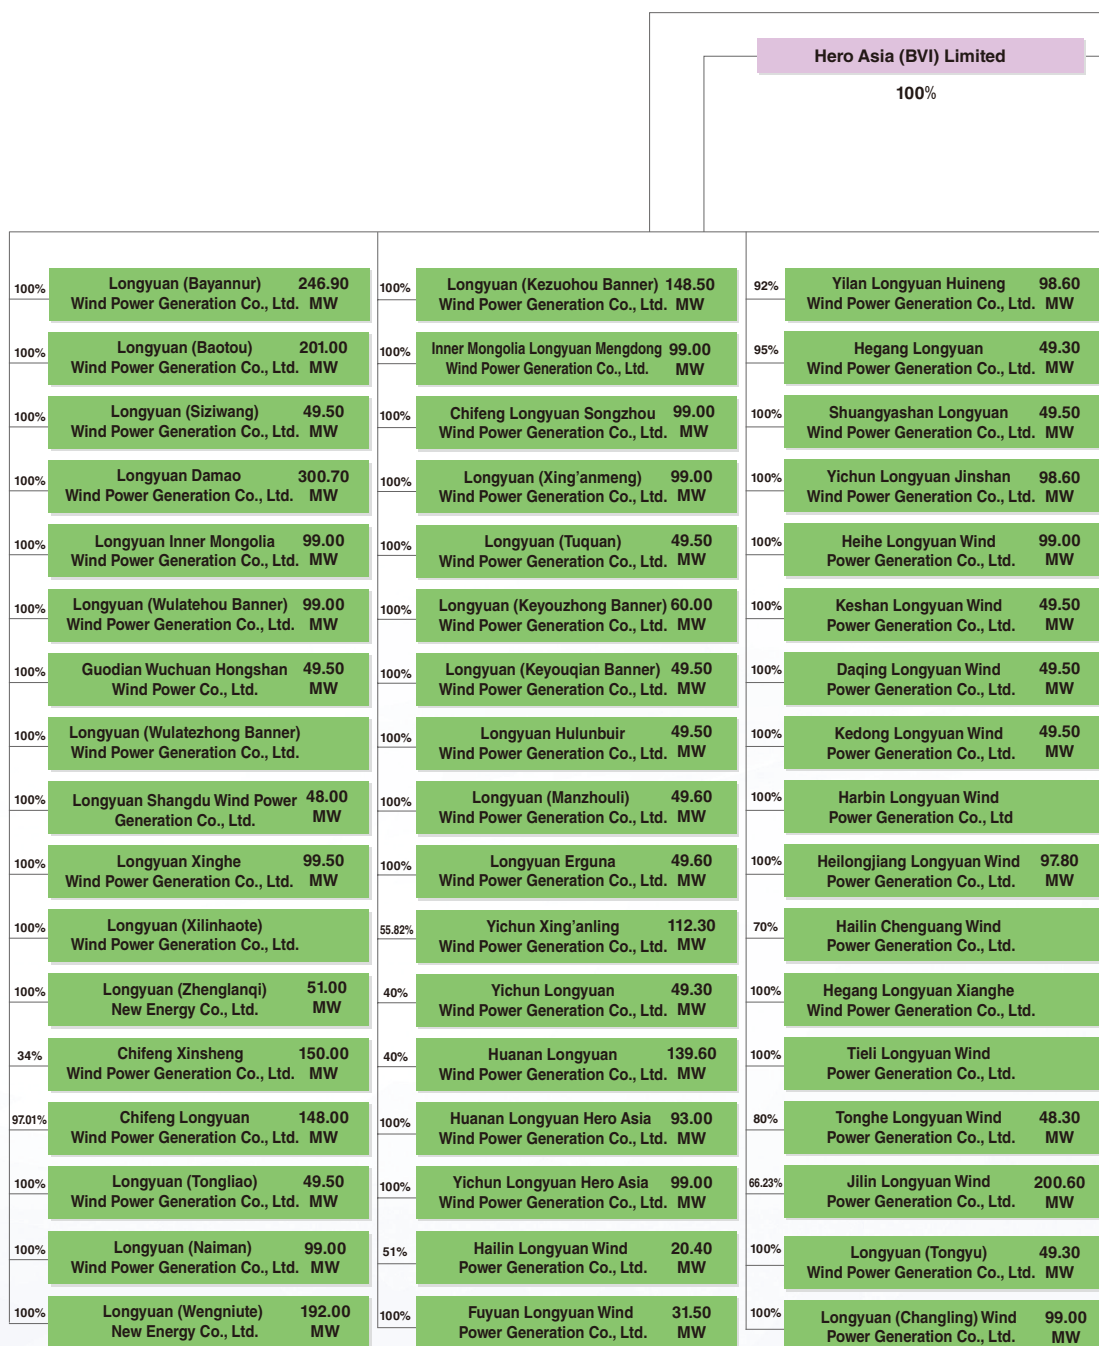 Hero Asia (BVI) Limited
100%
100%
Longyuan (Bayannur) 246.90
Wind Power Generation Co., Ltd. MW
100%
Longyuan (Baotou) 201.00
Wind Power Generation Co., Ltd. MW
100%
Longyuan (Siziwang) 49.50
Wind Power Generation Co., Ltd. MW
100%
Longyuan Damao 300.70
Wind Power Generation Co., Ltd. MW
100%
Longyuan Inner Mongolia 99.00
Wind Power Generation Co., Ltd. MW
100%
Longyuan (Wulatehou Banner) 99.00
Wind Power Generation Co., Ltd. MW
100%
Guodian Wuchuan Hongshan 49.50
Wind Power Co., Ltd. MW
100%
Longyuan (Wulatezhong Banner)
Wind Power Generation Co., Ltd.
100%
Longyuan Shangdu Wind Power 48.00
Generation Co., Ltd. MW
100%
Longyuan Xinghe 99.50
Wind Power Generation Co., Ltd. MW
100%
Longyuan (Xilinhaote)
Wind Power Generation Co., Ltd.
100%
Longyuan (Zhenglanqi) 51.00
New Energy Co., Ltd. MW
34%
Chifeng Xinsheng 150.00
Wind Power Generation Co., Ltd. MW
97.01%
Chifeng Longyuan 148.00
Wind Power Generation Co., Ltd. MW
100%
Longyuan (Tongliao) 49.50
Wind Power Generation Co., Ltd. MW
100%
Longyuan (Naiman) 99.00
Wind Power Generation Co., Ltd. MW
100%
Longyuan (Wengniute) 192.00
New Energy Co., Ltd. MW
100%
Longyuan (Kezuohou Banner) 148.50
Wind Power Generation Co., Ltd. MW
100%
Inner Mongolia Longyuan Mengdong 99.00
Wind Power Generation Co., Ltd. MW
100%
Chifeng Longyuan Songzhou 99.00
Wind Power Generation Co., Ltd. MW
100%
Longyuan (Xing'anmeng) 99.00
Wind Power Generation Co., Ltd. MW
100%
Longyuan (Tuquan) 49.50
Wind Power Generation Co., Ltd. MW
100%
Longyuan (Keyouzhong Banner) 60.00
Wind Power Generation Co., Ltd. MW
100%
Longyuan (Keyouqian Banner) 49.50
Wind Power Generation Co., Ltd. MW
100%
Longyuan Hulunbuir 49.50
Wind Power Generation Co., Ltd. MW
100%
Longyuan (Manzhouli) 49.60
Wind Power Generation Co., Ltd. MW
100%
Longyuan Erguna 49.60
Wind Power Generation Co., Ltd. MW
55.82%
Yichun Xing'anling 112.30
Wind Power Generation Co., Ltd. MW
40%
Yichun Longyuan 49.30
Wind Power Generation Co., Ltd. MW
40%
Huanan Longyuan 139.60
Wind Power Generation Co., Ltd. MW
100%
Huanan Longyuan Hero Asia 93.00
Wind Power Generation Co., Ltd. MW
100%
Yichun Longyuan Hero Asia 99.00
Wind Power Generation Co., Ltd. MW
51%
Hailin Longyuan Wind 20.40
Power Generation Co., Ltd. MW
100%
Fuyuan Longyuan Wind 31.50
Power Generation Co., Ltd. MW
92%
Yilan Longyuan Huineng 98.60
Wind Power Generation Co., Ltd. MW
95%
Hegang Longyuan 49.30
Wind Power Generation Co., Ltd. MW
100%
Shuangyashan Longyuan 49.50
Wind Power Generation Co., Ltd. MW
100%
Yichun Longyuan Jinshan 98.60
Wind Power Generation Co., Ltd. MW
100%
Heihe Longyuan Wind 99.00
Power Generation Co., Ltd. MW
100%
Keshan Longyuan Wind 49.50
Power Generation Co., Ltd. MW
100%
Daqing Longyuan Wind 49.50
Power Generation Co., Ltd. MW
100%
Kedong Longyuan Wind 49.50
Power Generation Co., Ltd. MW
100%
Harbin Longyuan Wind
Power Generation Co., Ltd
100%
Heilongjiang Longyuan Wind 97.80
Power Generation Co., Ltd. MW
70%
Hailin Chenguang Wind
Power Generation Co., Ltd.
100%
Hegang Longyuan Xianghe
Wind Power Generation Co., Ltd.
100%
Tieli Longyuan Wind
Power Generation Co., Ltd.
80%
Tonghe Longyuan Wind 48.30
Power Generation Co., Ltd. MW
66.23%
Jilin Longyuan Wind 200.60
Power Generation Co., Ltd. MW
100%
Longyuan (Tongyu) 49.30
Wind Power Generation Co., Ltd. MW
100%
Longyuan (Changling) Wind 99.00
Power Generation Co., Ltd. MW